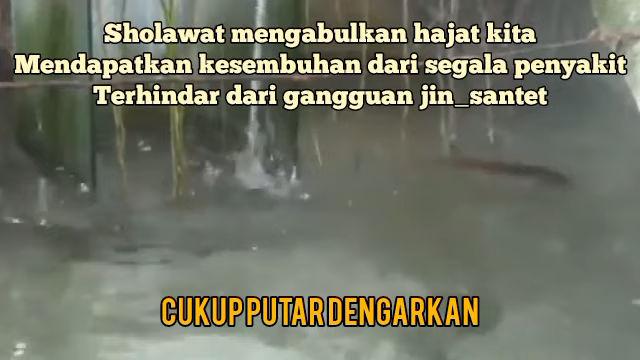 Sholawat mengabulkan hajat kita
Mendapatkan kesembuhan dari segala penyakit
Terhindar dari gangguan jin_santet
CUKUP PUTAR DENGARKAN